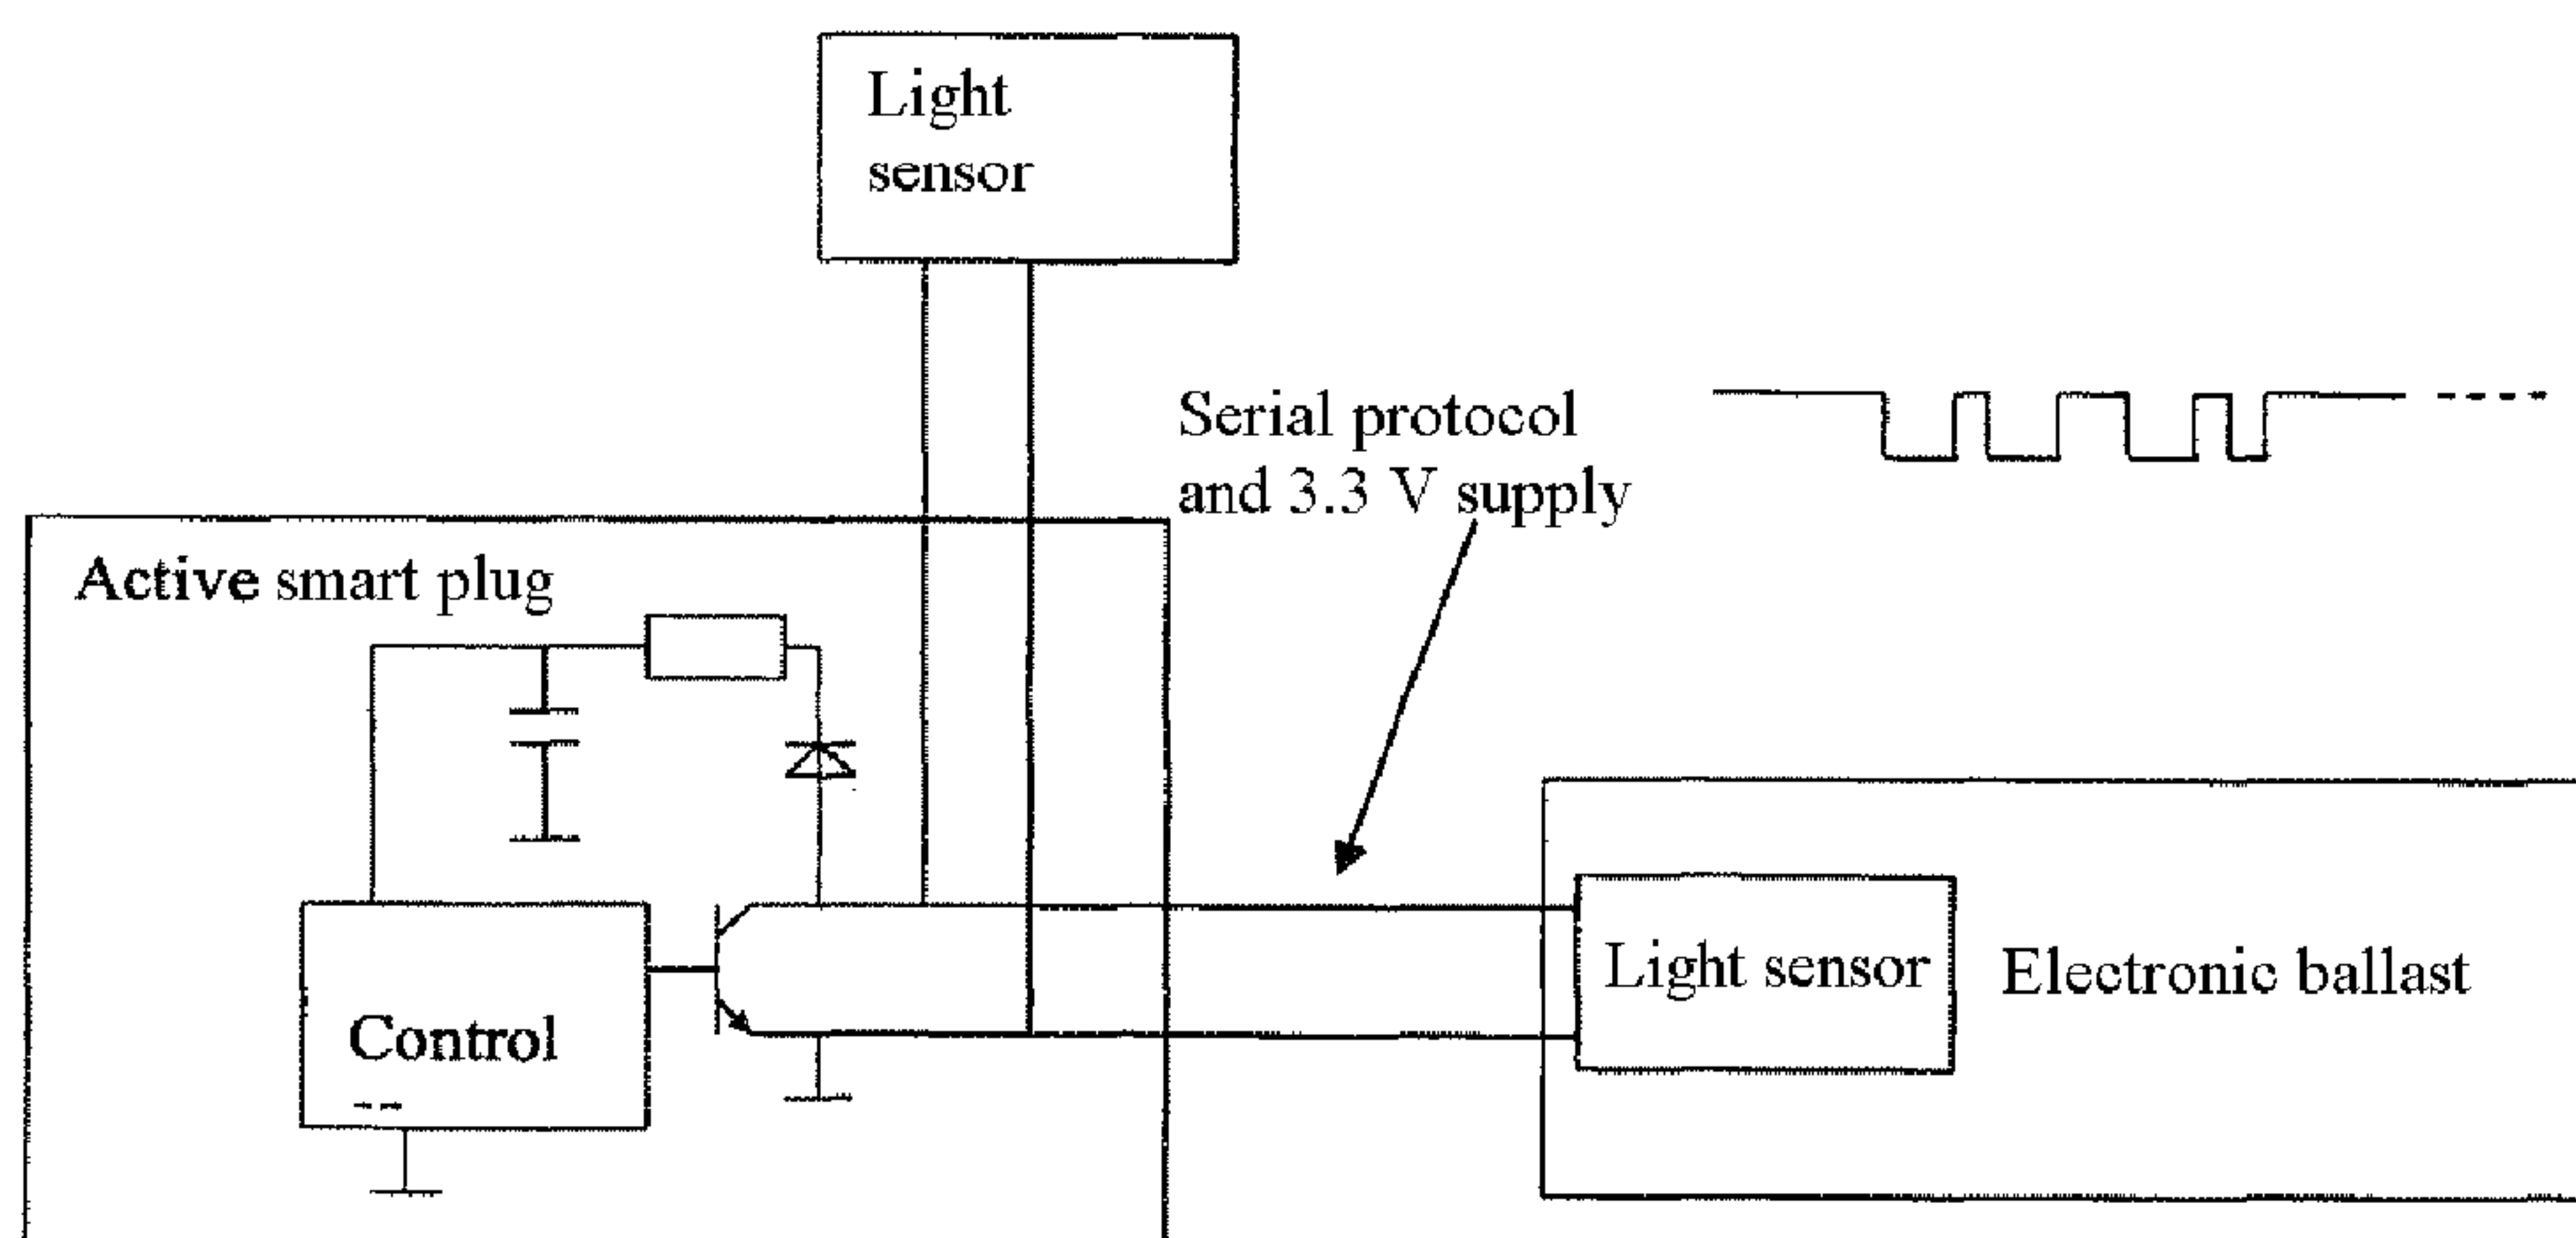 Light
sensor
Serial protocol
and 3.3 V supply
Active smart plug
Light sensor
Electronic ballast
Control